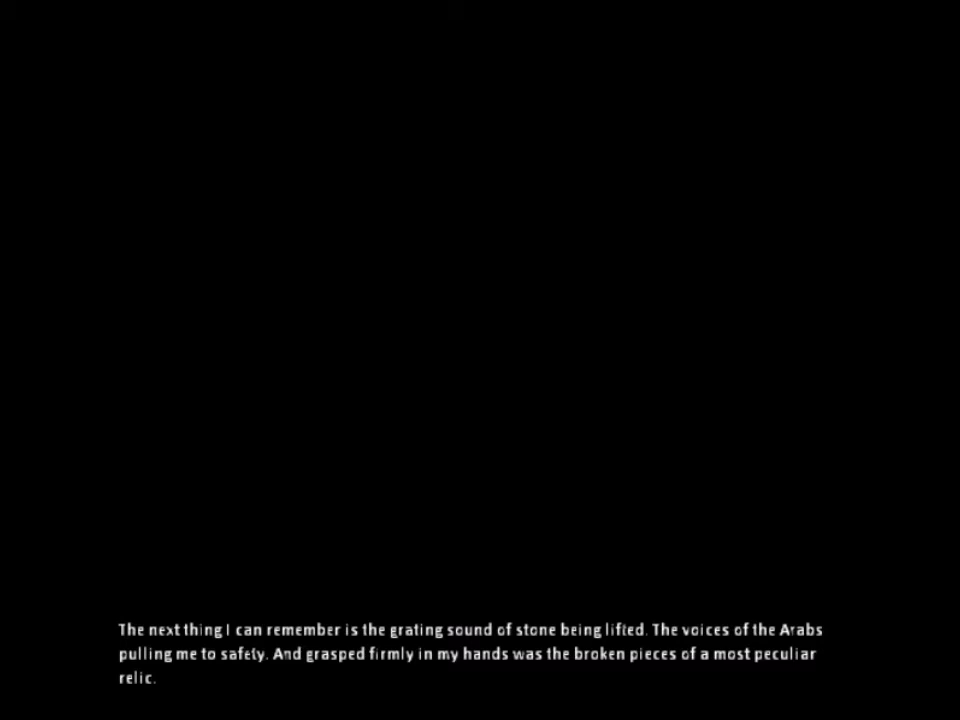 The next thing I can remember is the grating sound of stone being lifted. The voices of the Arabs
pulling me to safety. And grasped firmly in my hands was the broken pieces of a most peculiar
relic.